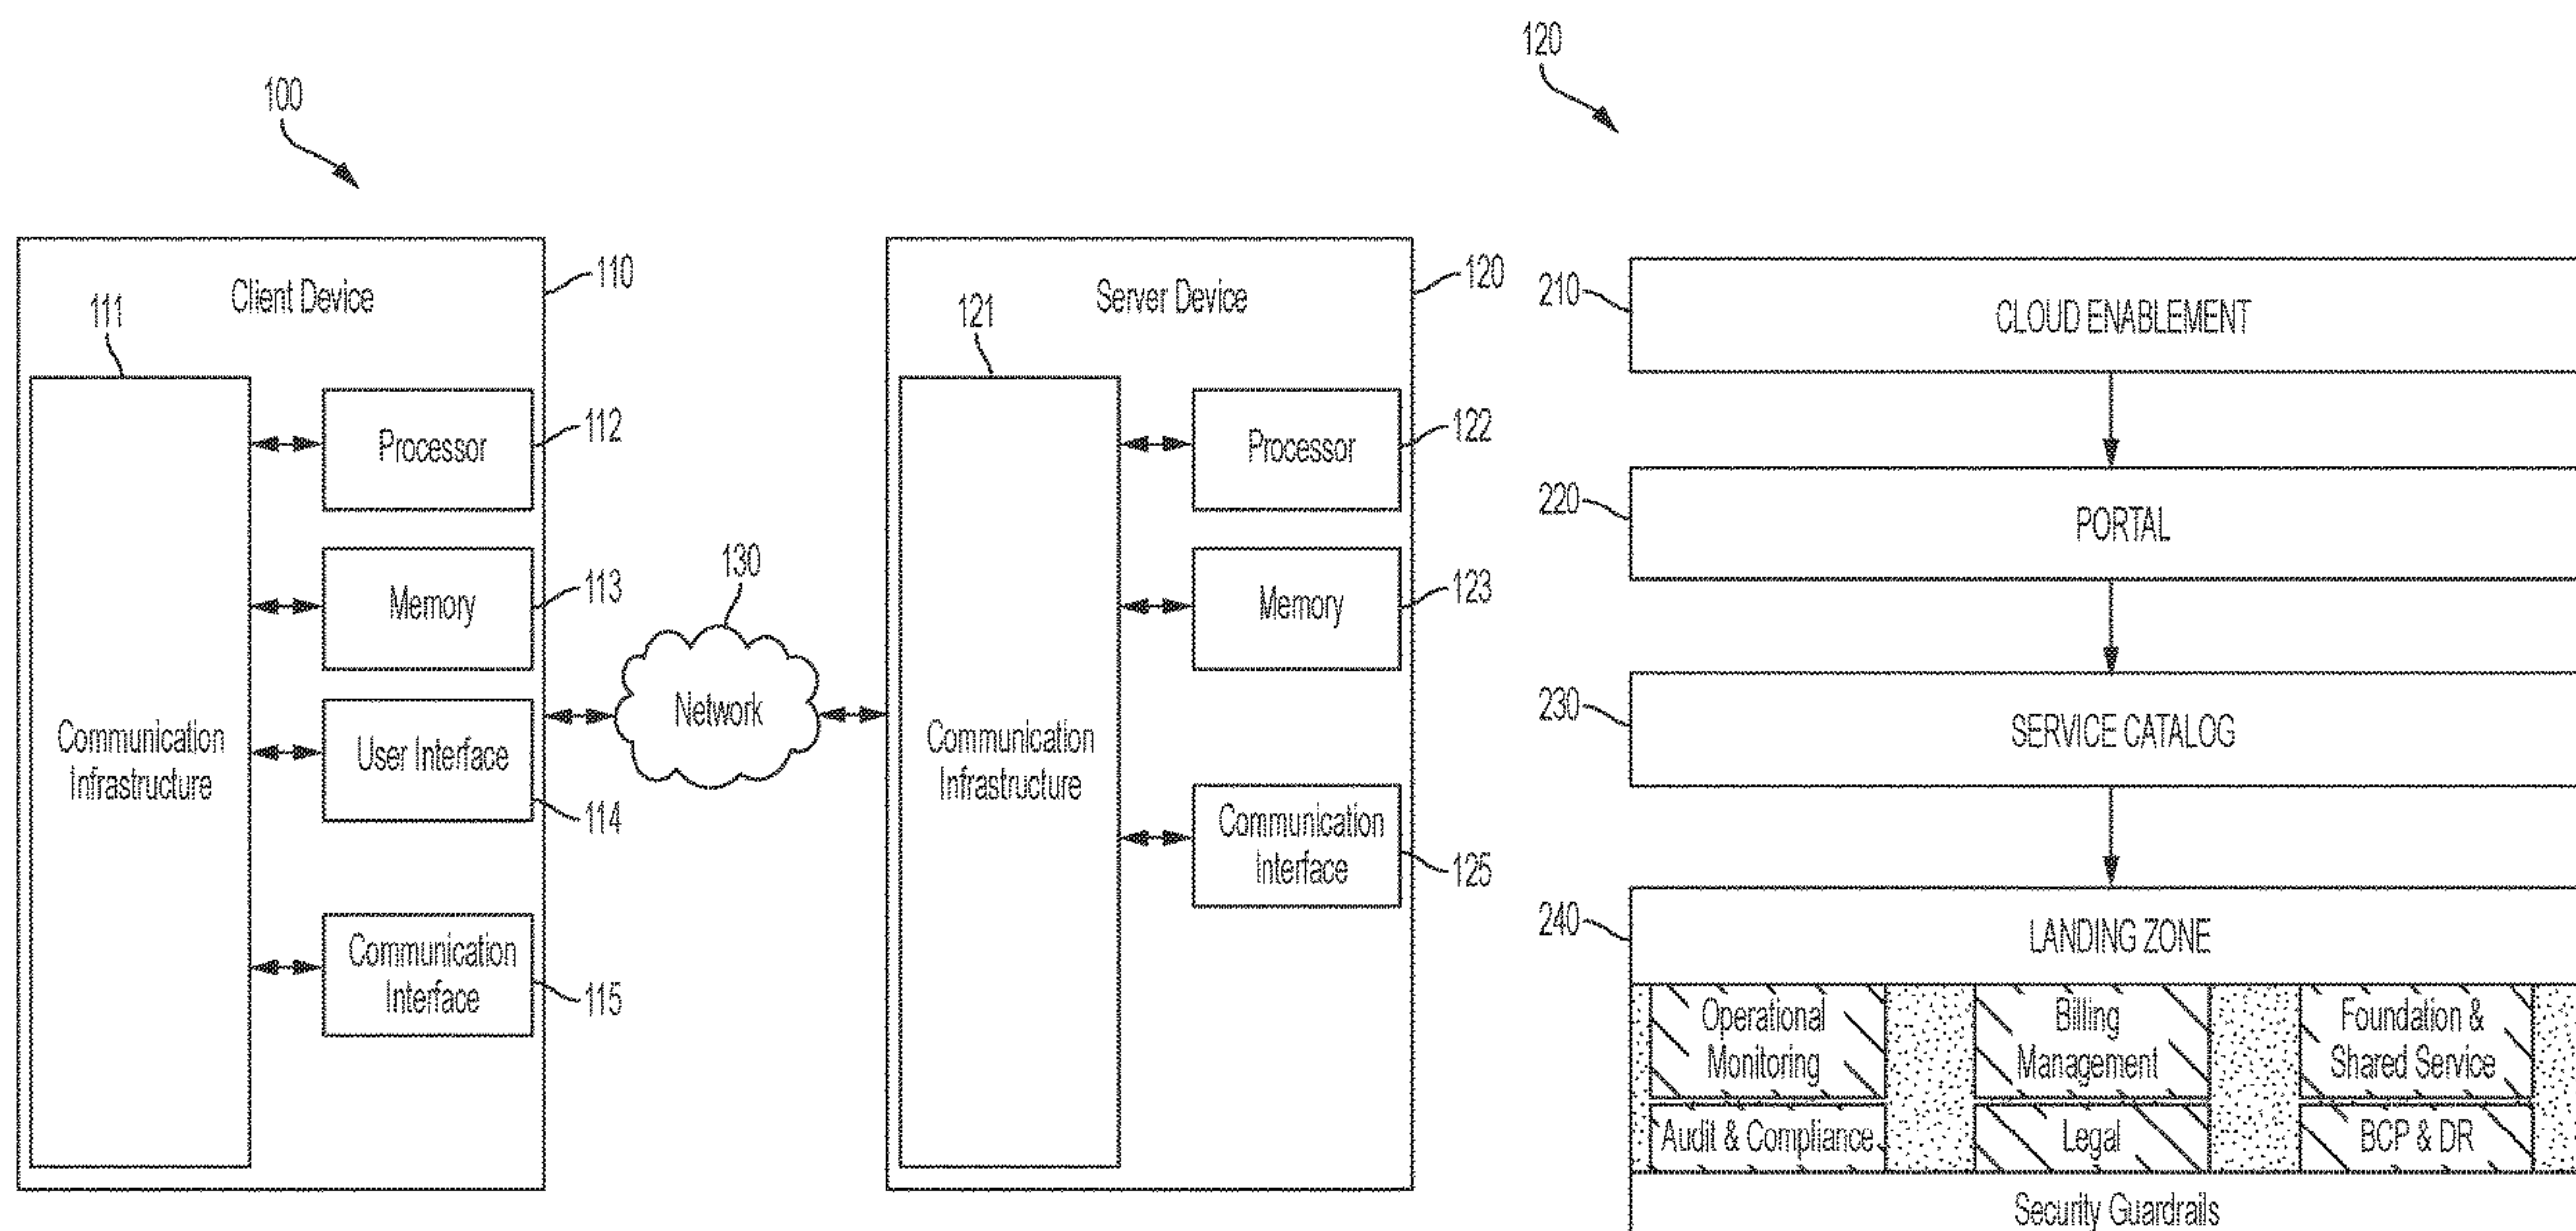 100
Client Device
110
111
Communication
Infrastructure
Processor
112
Memory
113
User Interface
114
Communication
Interface
115
130
Network
Server Device
120
121
Communication
Infrastructure
Processor
122
Memory
123
Communication
Interface
125
120
210
CLOUD ENABLEMENT
220
PORTAL
230
SERVICE CATALOG
240
LANDING ZONE
Operational
Monitoring
Billing
Management
Foundation &
Shared Service
Audit & Compliance
Legal
BCP & DR
Security Guardrails